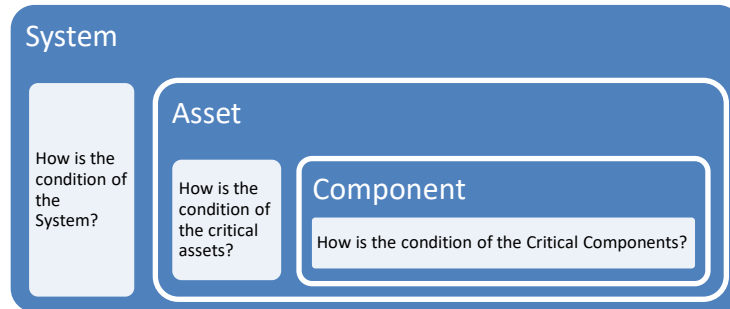 System
How is the
condition of
the
System?
Asset
How is the
condition of
the critical
assets?
Component
How is the condition of the Critical Components?